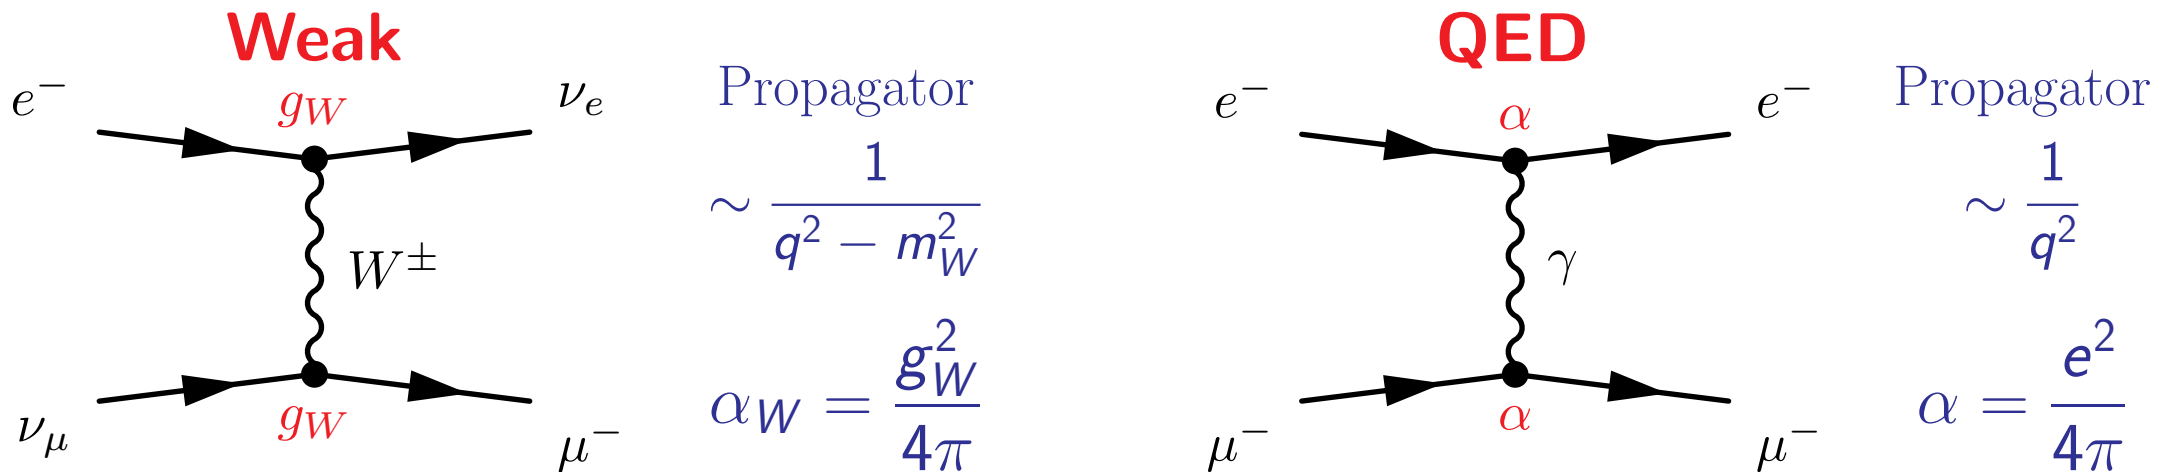 Weak
e⁻ g_W ν_e
W^±
ν_μ g_W μ⁻
Propagator
∼ 1 / (q² − m_W²)
α_W = g_W² / 4π
QED
e⁻ α e⁻
γ
μ⁻ α μ⁻
Propagator
∼ 1 / q²
α = e² / 4π